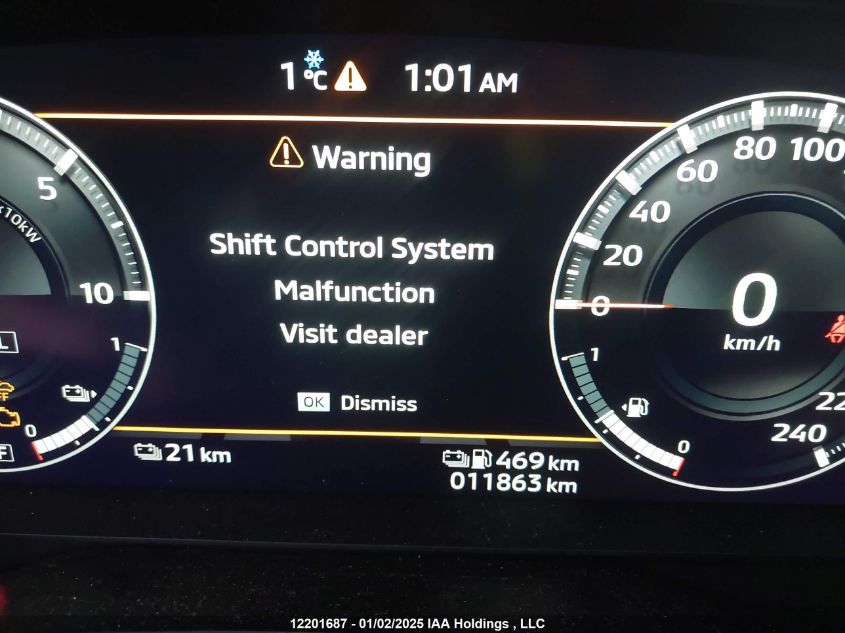 1 °C 1:01 AM
Warning
Shift Control System
Malfunction
Visit dealer
OK Dismiss
5
x10kW
10
1
0
L
FF
F
0
20
40
60
80
100
220
240
0
km/h
1
0
21 km
469 km
011863 km
12201687 - 01/02/2025 IAA Holdings , LLC